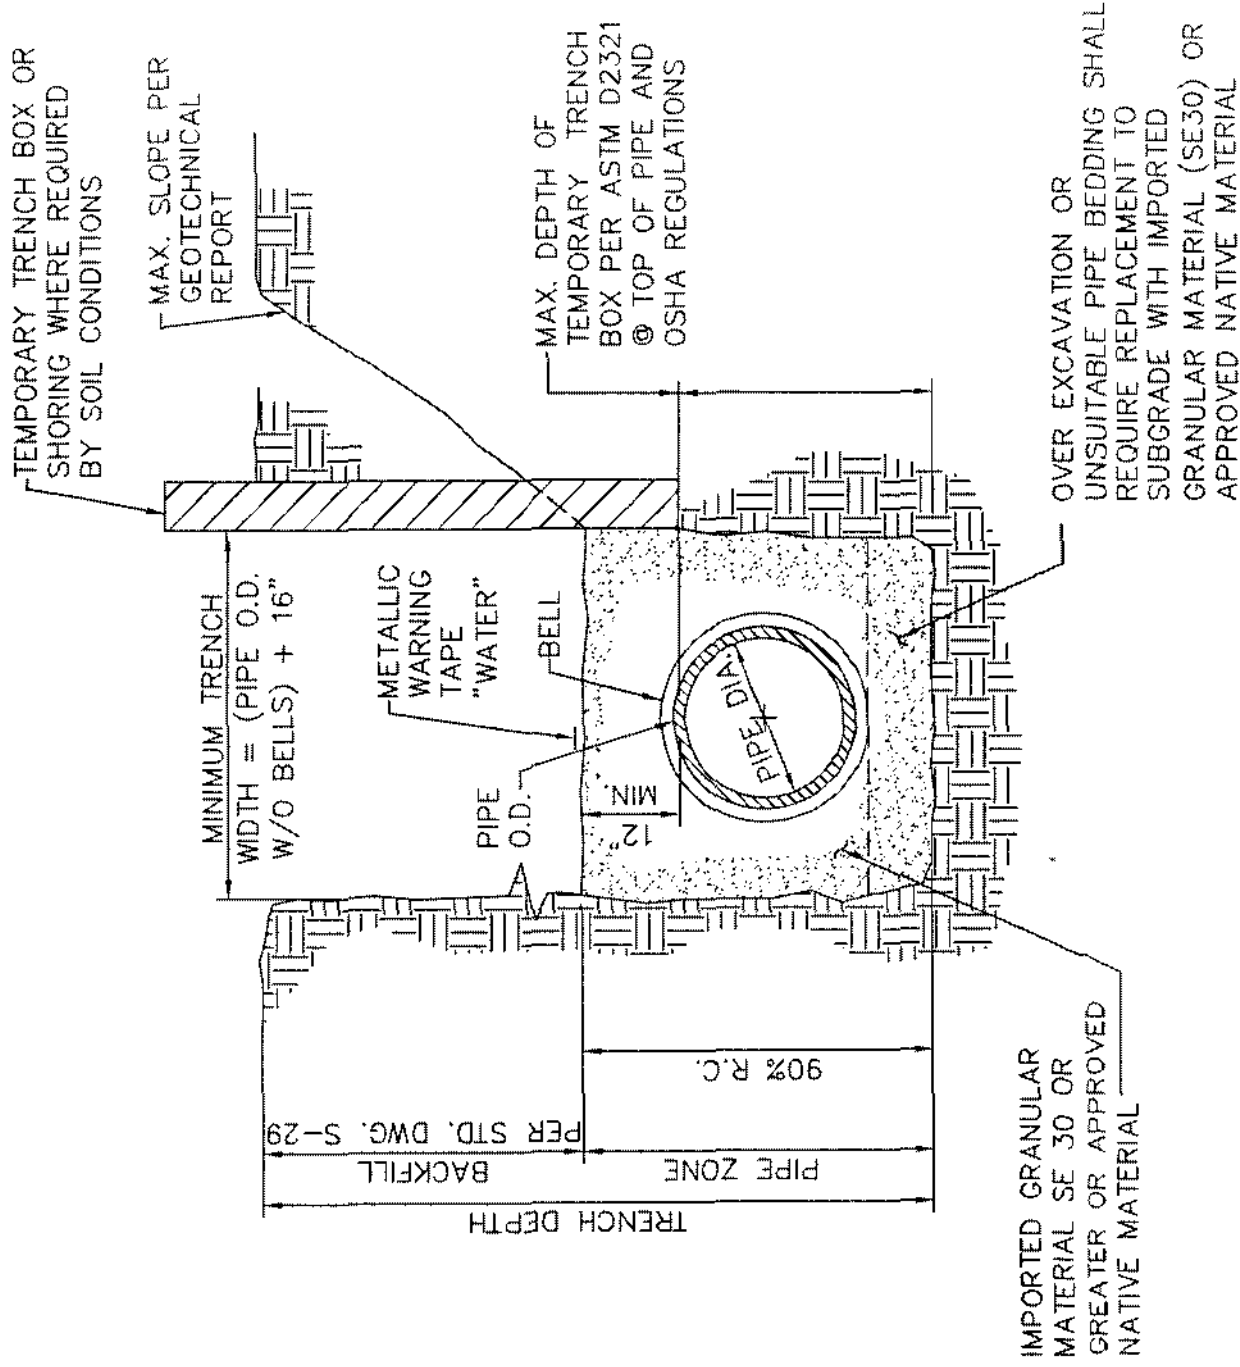 TEMPORARY TRENCH BOX OR
SHORING WHERE REQUIRED
BY SOIL CONDITIONS
MAX. SLOPE PER
GEOTECHNICAL
REPORT
MAX. DEPTH OF
TEMPORARY TRENCH
BOX PER ASTM D2321
@ TOP OF PIPE AND
OSHA REGULATIONS
OVER EXCAVATION OR
UNSUITABLE PIPE BEDDING SHALL
REQUIRE REPLACEMENT TO
SUBGRADE WITH IMPORTED
GRANULAR MATERIAL (SE30) OR
APPROVED NATIVE MATERIAL
MINIMUM TRENCH
WIDTH = (PIPE O.D.
W/O BELLS) + 16"
METALLIC
WARNING
TAPE
"WATER"
BELL
PIPE
O.D.
12"
MIN.
PIPE DIA.
90% R.C.
PER STD. DWG. S-29
BACKFILL
PIPE ZONE
TRENCH DEPTH
IMPORTED GRANULAR
MATERIAL SE 30 OR
GREATER OR APPROVED
NATIVE MATERIAL